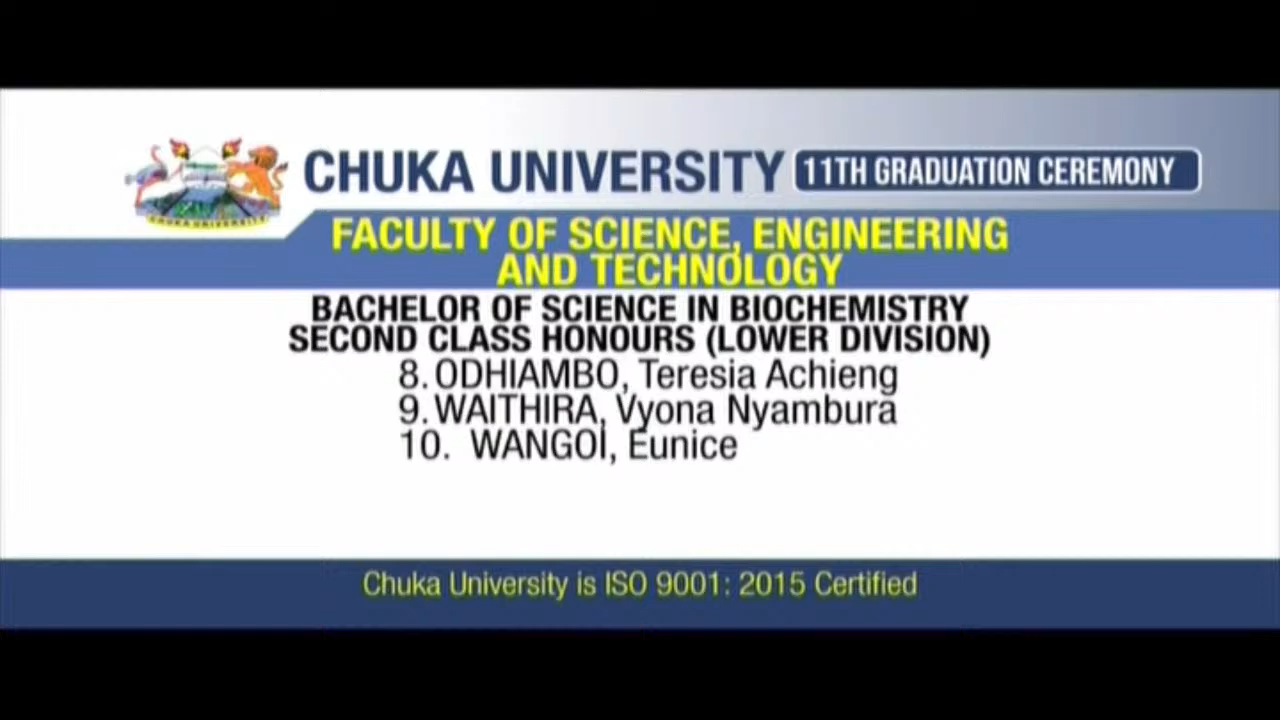 CHUKA UNIVERSITY 11TH GRADUATION CEREMONY
CHUKA UNIVERSITY
FACULTY OF SCIENCE, ENGINEERING
AND TECHNOLOGY
BACHELOR OF SCIENCE IN BIOCHEMISTRY
SECOND CLASS HONOURS (LOWER DIVISION)
8. ODHIAMBO, Teresia Achieng
9. WAITHIRA, Vyona Nyambura
10. WANGOI, Eunice
Chuka University is ISO 9001: 2015 Certified